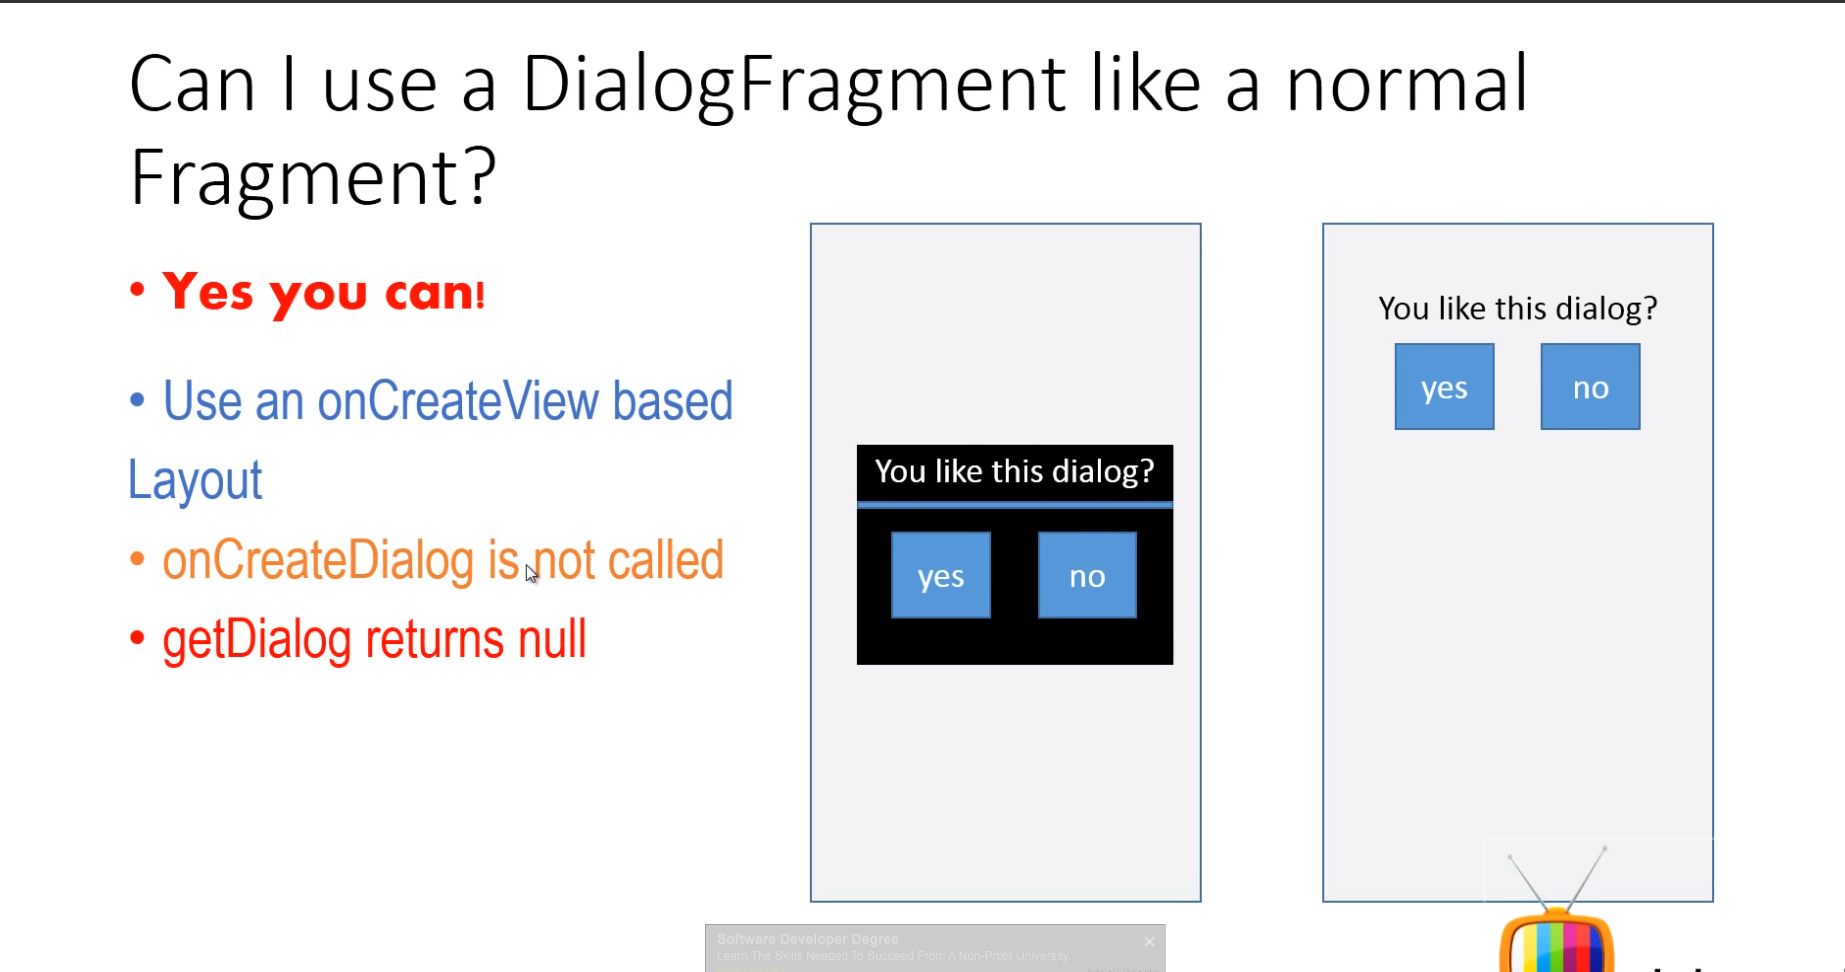 Can I use a DialogFragment like a normal
Fragment?
• Yes you can!
• Use an onCreateView based
Layout
• onCreateDialog is not called
• getDialog returns null
You like this dialog?
yes no
You like this dialog?
yes no
Software Developer Degree
Learn The Skills Needed To Succeed From A Non-Profit University.